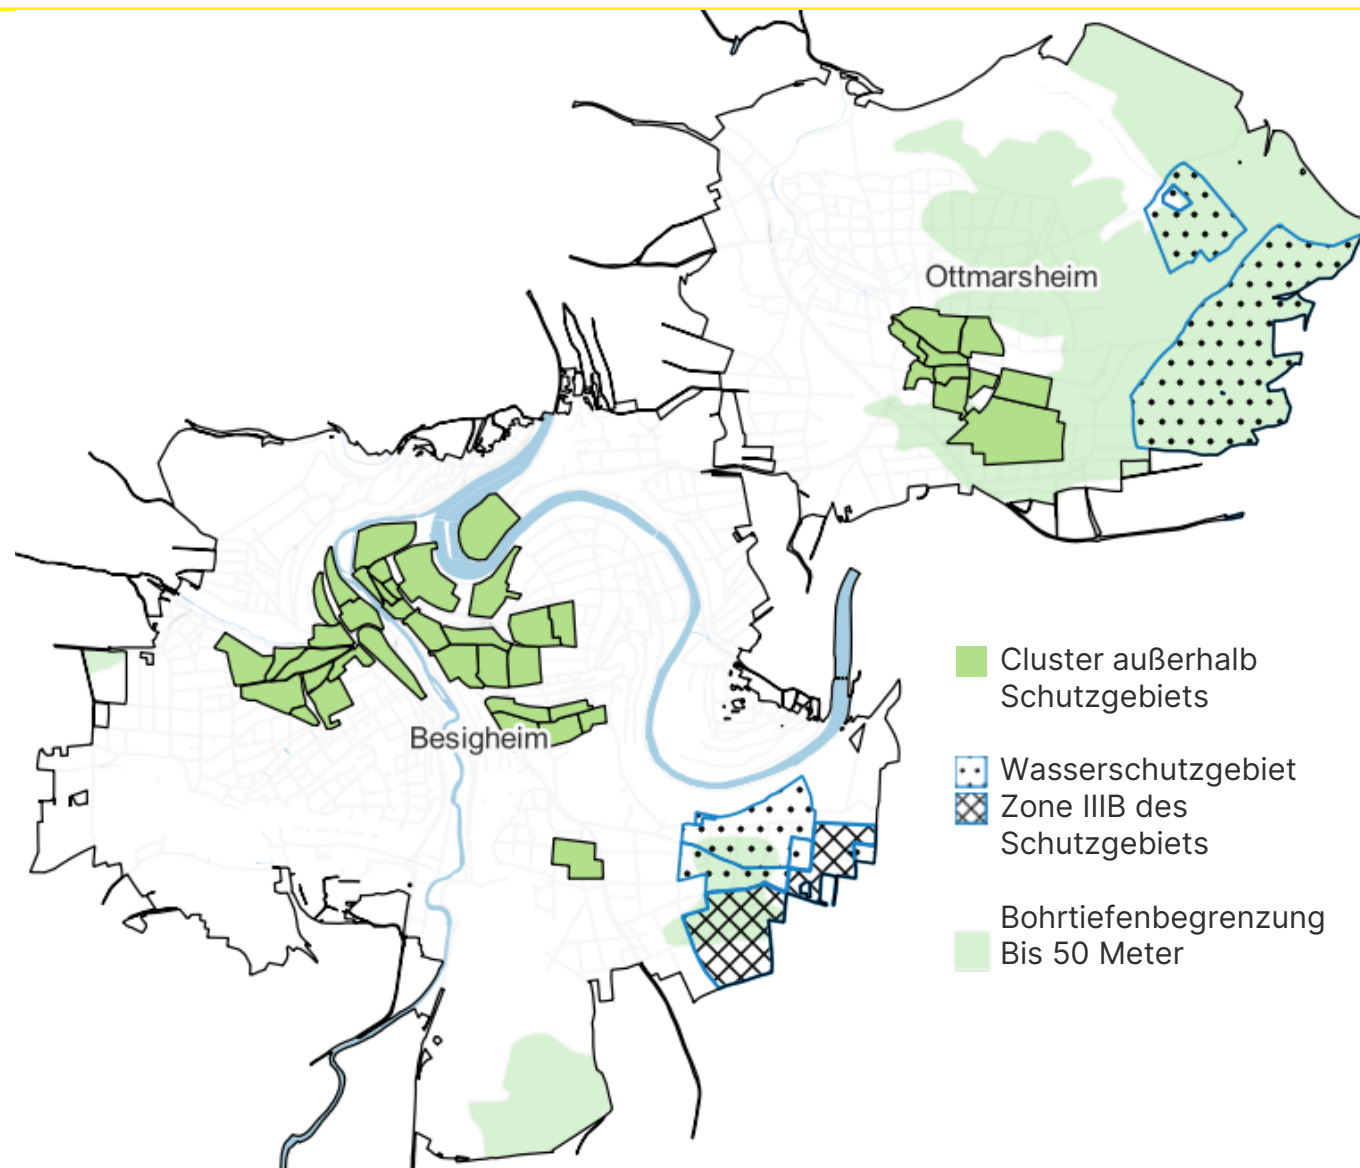 Ottmarsheim
Besigheim
Cluster außerhalb
Schutzgebiets
Wasserschutzgebiet
Zone IIIB des
Schutzgebiets
Bohrtiefenbegrenzung
Bis 50 Meter